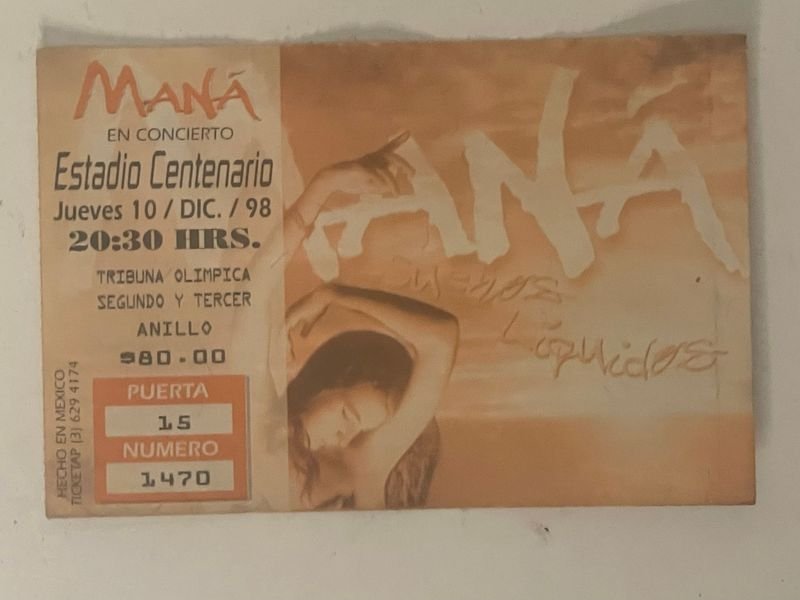 MANÁ
EN CONCIERTO
Estadio Centenario
Jueves 10 / DIC. / 98
20:30 HRS.
TRIBUNA OLIMPICA
SEGUNDO Y TERCER
ANILLO
$80.00
PUERTA
15
NUMERO
1470
HECHO EN MEXICO
TICKETAP (3) 629 4174
ANÁ
Sueños
Líquidos